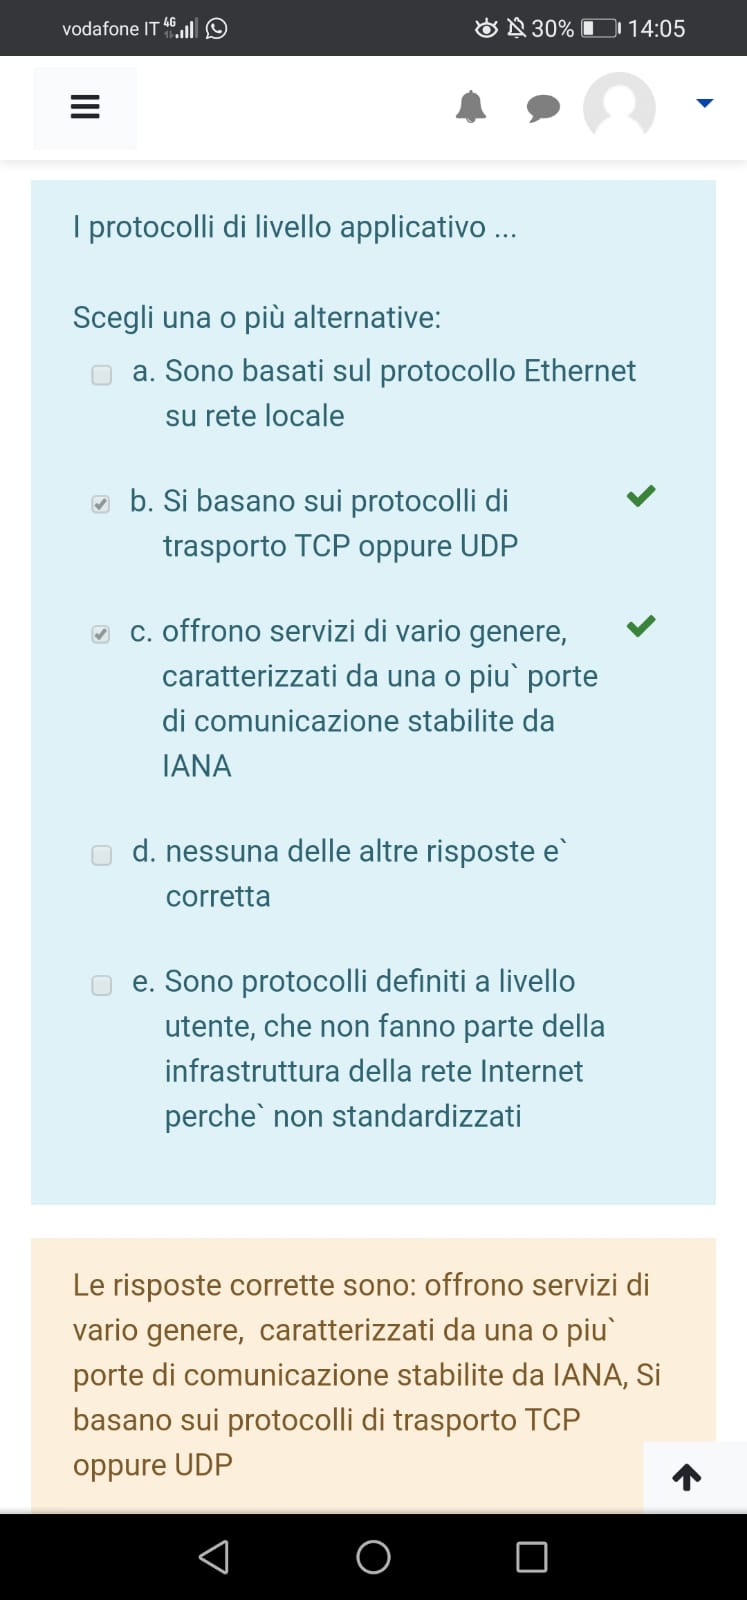 vodafone IT 4G 30% 14:05
I protocolli di livello applicativo ...
Scegli una o più alternative:
a. Sono basati sul protocollo Ethernet
su rete locale
b. Si basano sui protocolli di
trasporto TCP oppure UDP
c. offrono servizi di vario genere,
caratterizzati da una o piu` porte
di comunicazione stabilite da
IANA
d. nessuna delle altre risposte e`
corretta
e. Sono protocolli definiti a livello
utente, che non fanno parte della
infrastruttura della rete Internet
perche` non standardizzati
Le risposte corrette sono: offrono servizi di
vario genere,  caratterizzati da una o piu`
porte di comunicazione stabilite da IANA, Si
basano sui protocolli di trasporto TCP
oppure UDP